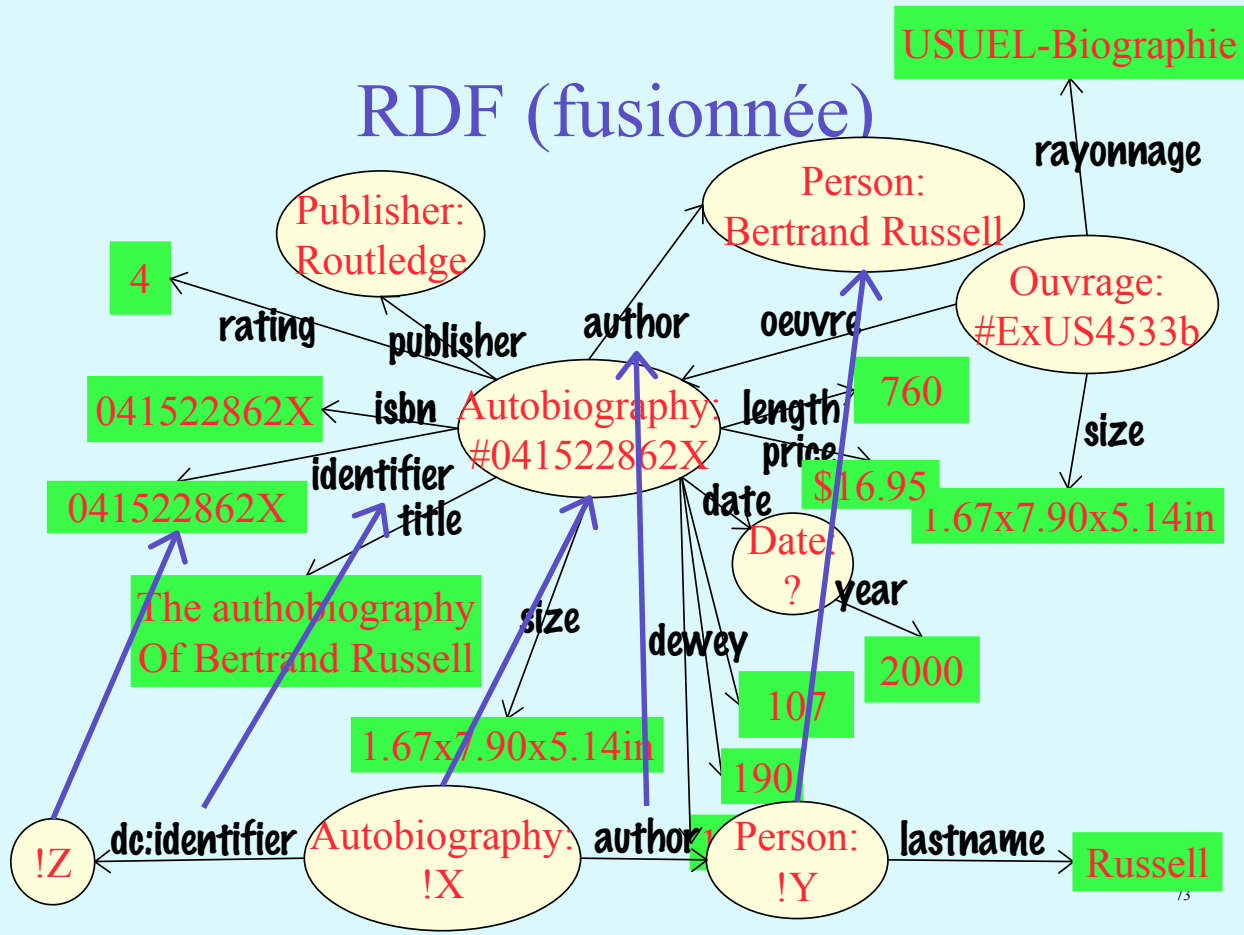 USUEL-Biographie
RDF (fusionnée)
rayonnage
Person:
Bertrand Russell
Publisher:
Routledge
4
Ouvrage:
#ExUS4533b
rating
publisher
author
oeuvre
760
041522862X
isbn
Autobiography:
#041522862X
length
price
size
identifier
$16.95
041522862X
title
date
1.67x7.90x5.14in
Date:
?
year
The authobiography
Of Bertrand Russell
size
dewey
2000
107
1.67x7.90x5.14in
190
!Z
dc:identifier
Autobiography:
!X
author
Person:
!Y
lastname
Russell
73